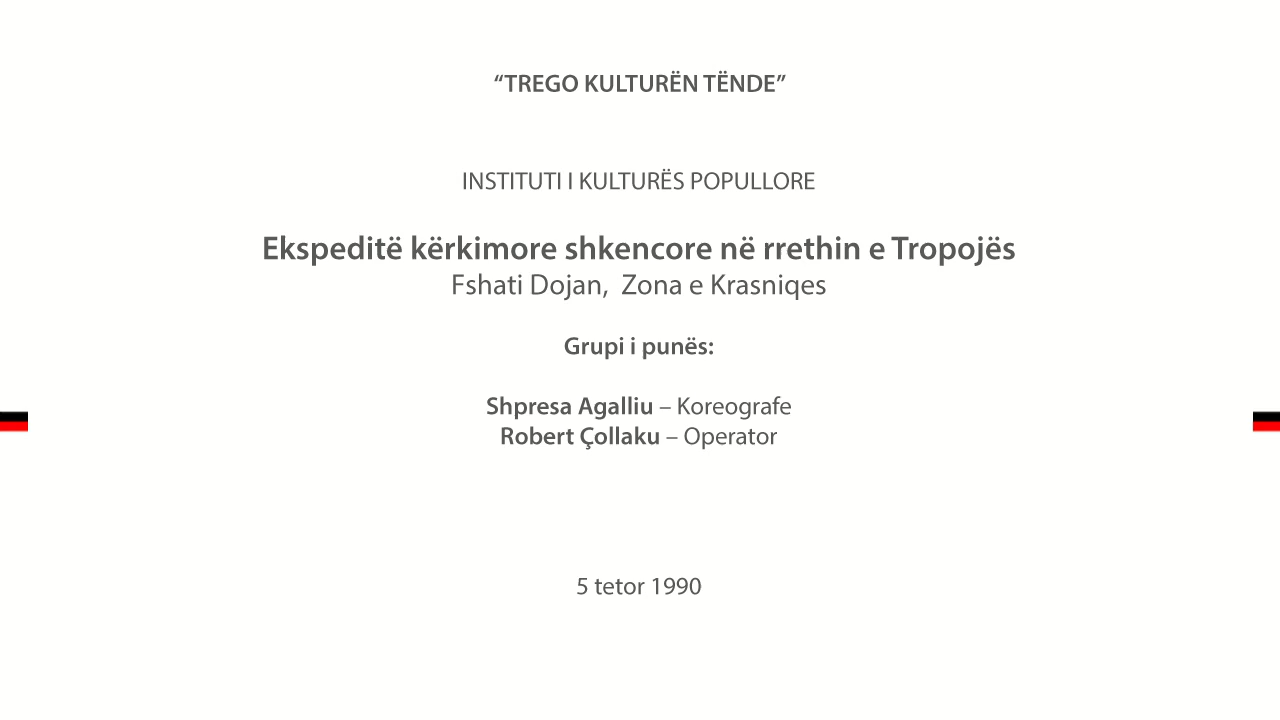 “TREGO KULTURËN TËNDE”
INSTITUTI I KULTURËS POPULLORE
Ekspeditë kërkimore shkencore në rrethin e Tropojës
Fshati Dojan, Zona e Krasniqes
Grupi i punës:
Shpresa Agalliu – Koreografe
Robert Çollaku – Operator
5 tetor 1990